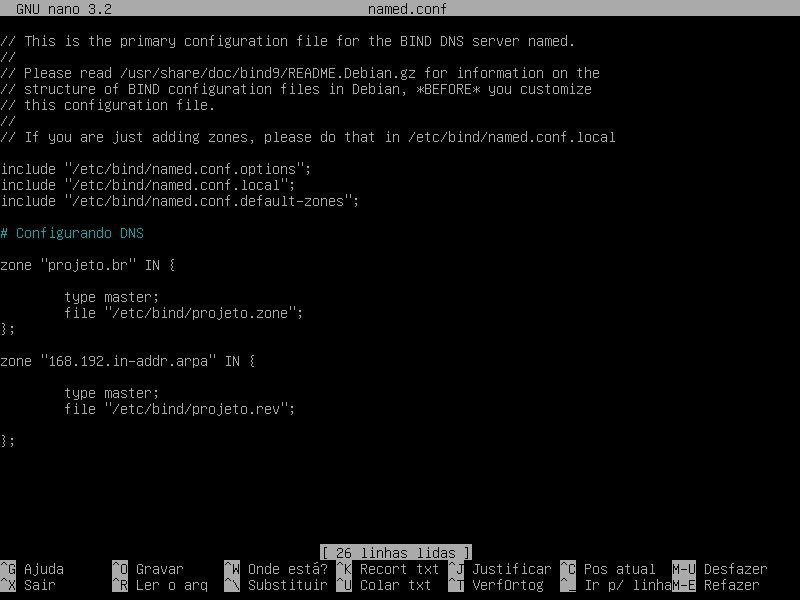 GNU nano 3.2 named.conf
// This is the primary configuration file for the BIND DNS server named.
//
// Please read /usr/share/doc/bind9/README.Debian.gz for information on the
// structure of BIND configuration files in Debian, *BEFORE* you customize
// this configuration file.
//
// If you are just adding zones, please do that in /etc/bind/named.conf.local
include "/etc/bind/named.conf.options";
include "/etc/bind/named.conf.local";
include "/etc/bind/named.conf.default-zones";
# Configurando DNS
zone "projeto.br" IN {
type master;
file "/etc/bind/projeto.zone";
};
zone "168.192.in-addr.arpa" IN {
type master;
file "/etc/bind/projeto.rev";
};
[ 26 linhas lidas ]
^G Ajuda ^O Gravar ^W Onde está? ^K Recort txt ^J Justificar ^C Pos atual M-U Desfazer
^X Sair ^R Ler o arq ^\ Substituir ^U Colar txt ^T VerfOrtog ^_ Ir p/ linha M-E Refazer